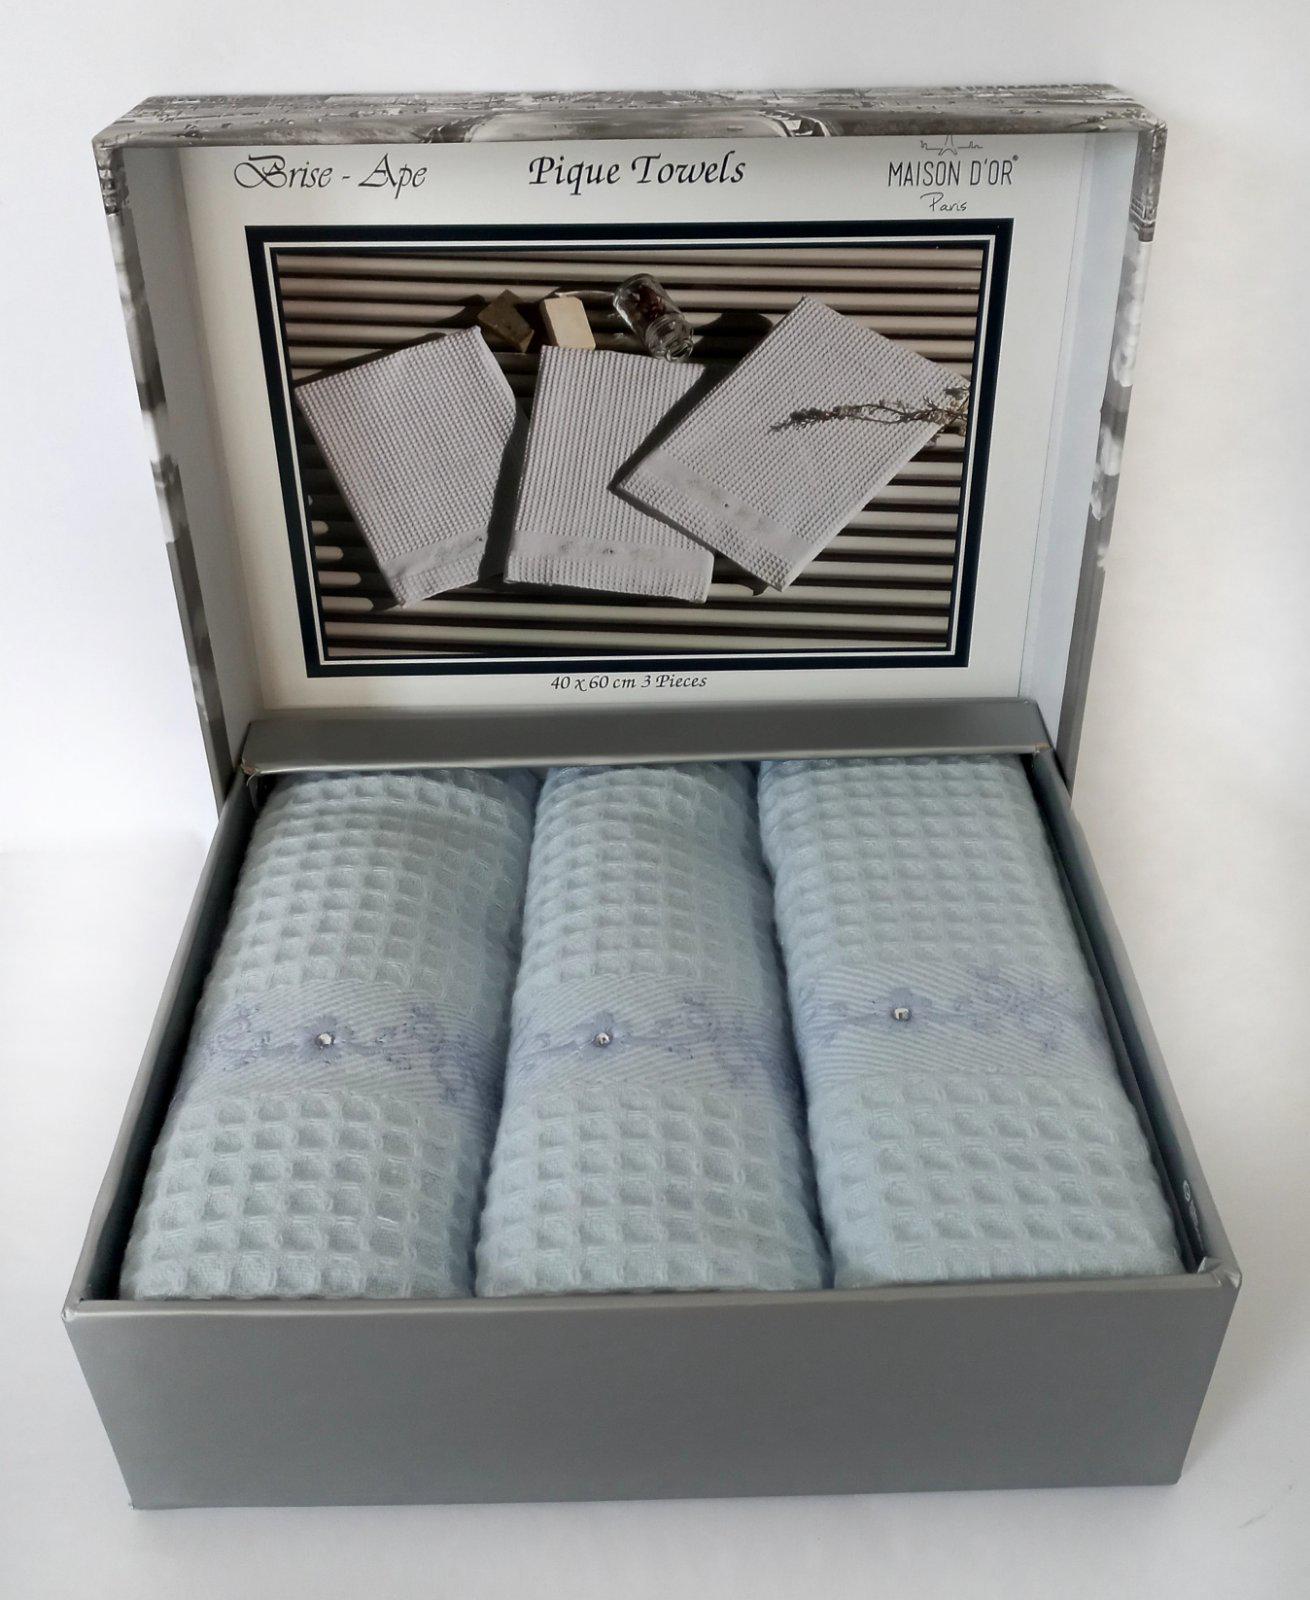 Brise - Ape
Pique Towels
MAISON D'OR®
Paris
40 x 60 cm 3 Pieces